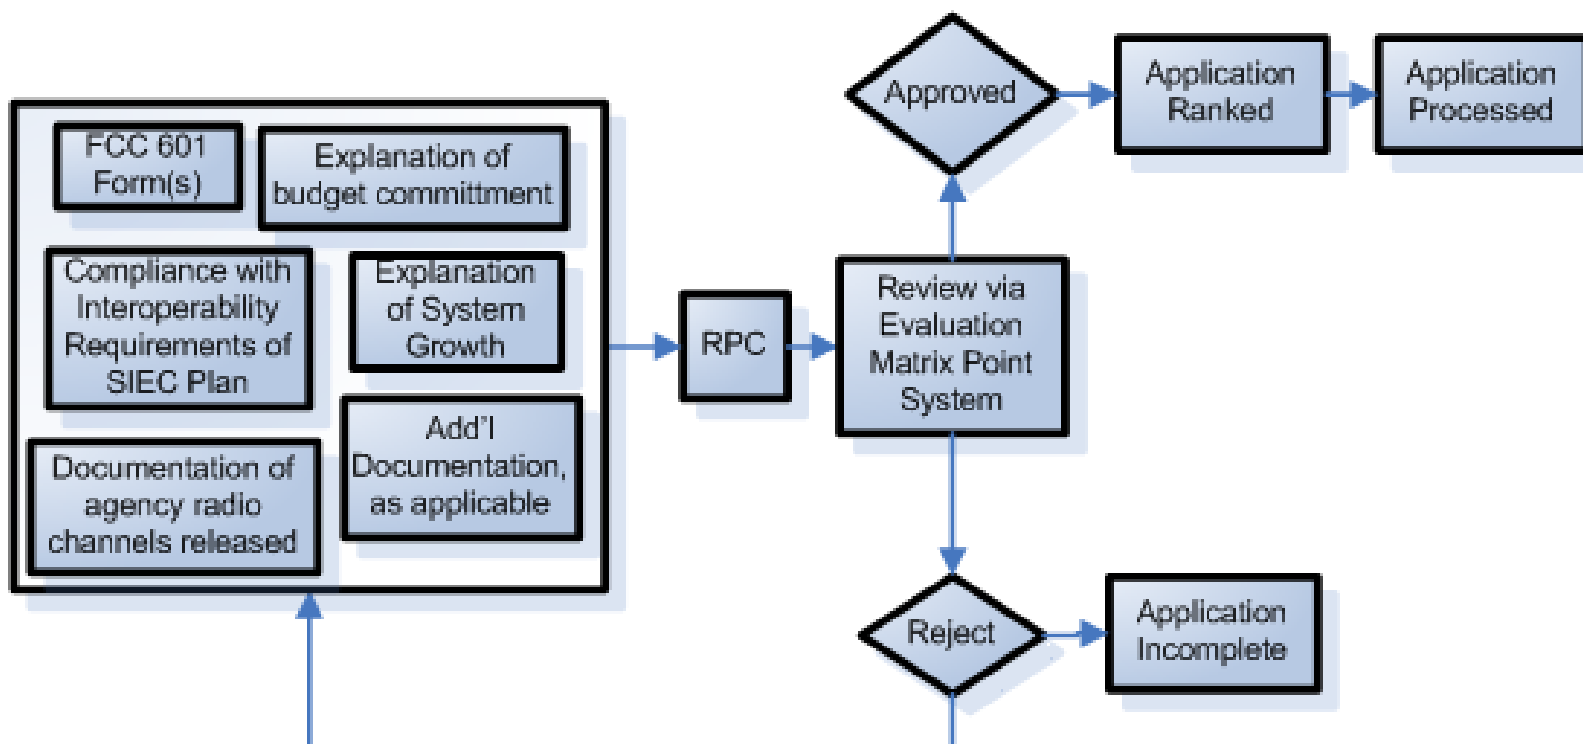 FCC 601
Form(s)
Explanation of
budget committment
Compliance with
Interoperability
Requirements of
SIEC Plan
Explanation
of System
Growth
Documentation of
agency radio
channels released
Add'l
Documentation,
as applicable
RPC
Review via
Evaluation
Matrix Point
System
Approved
Application
Ranked
Application
Processed
Reject
Application
Incomplete